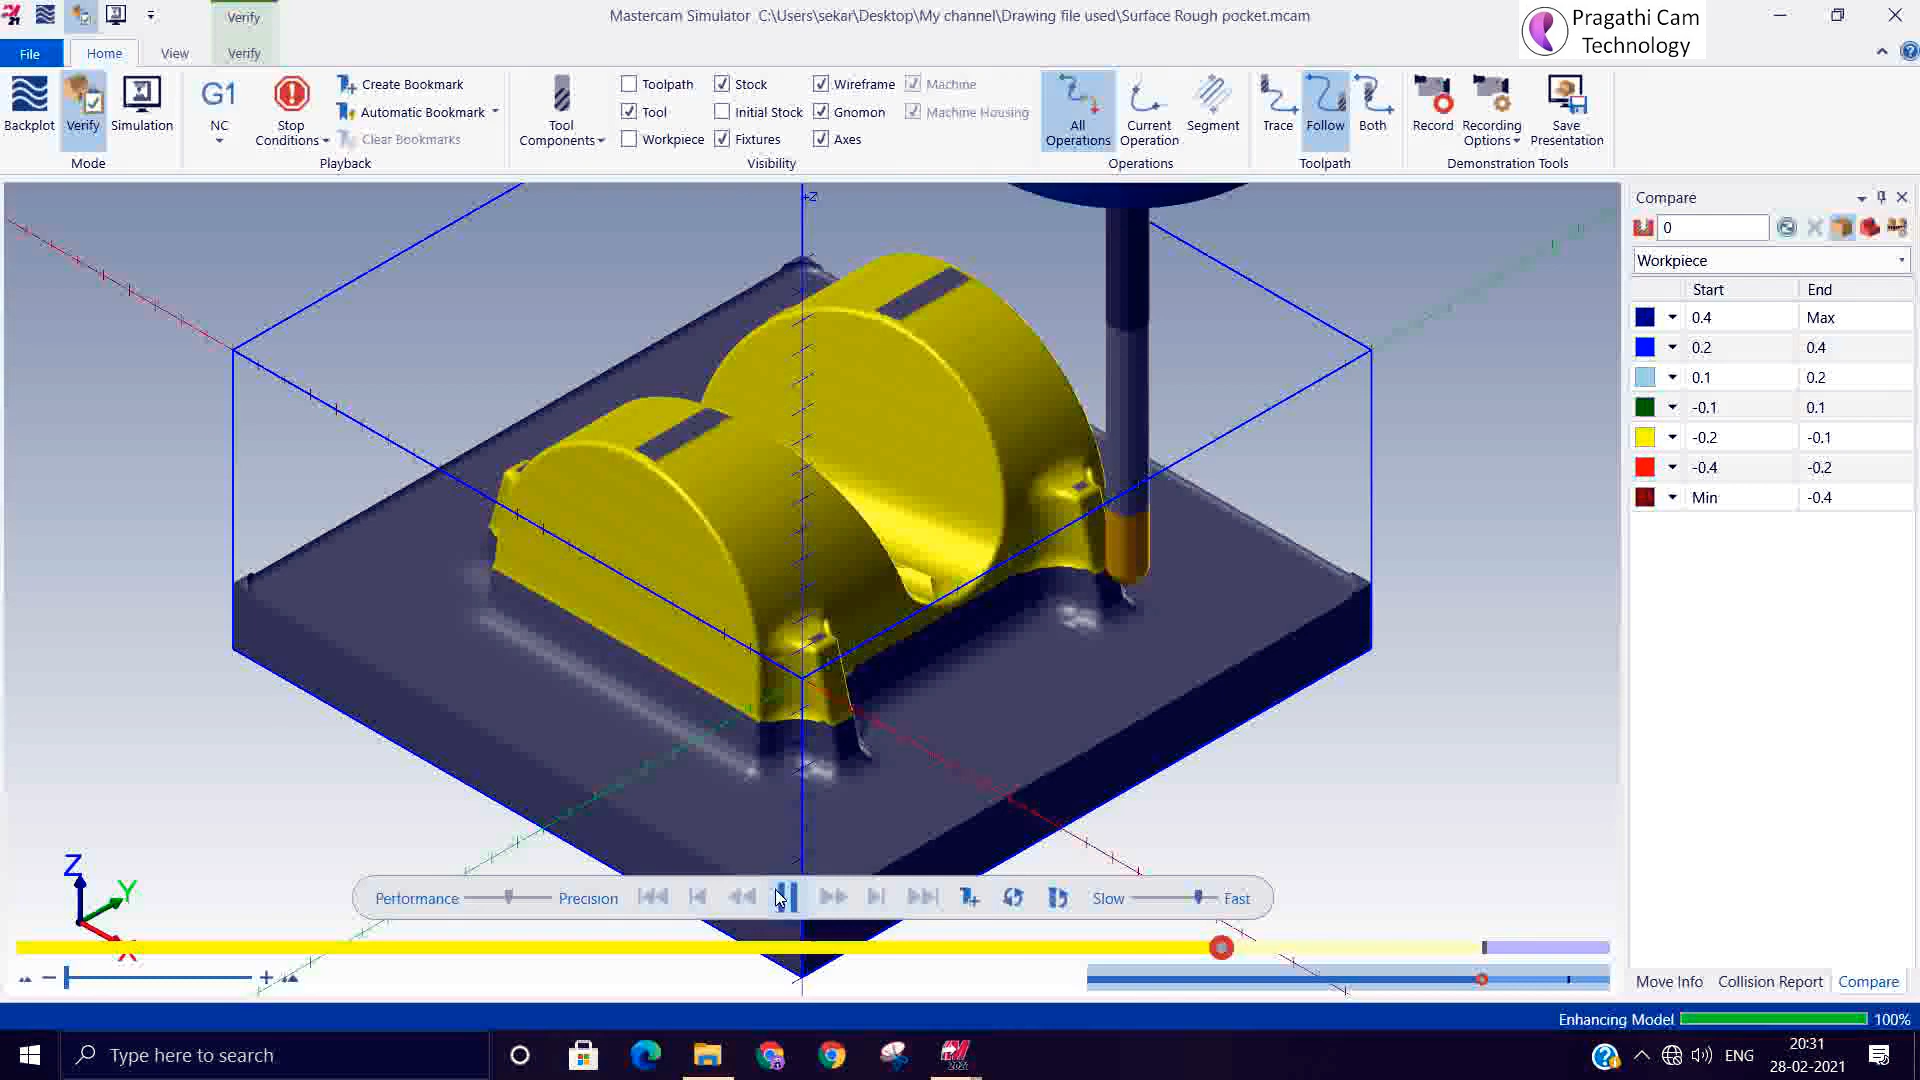 Verify
Mastercam Simulator C:\Users\sekar\Desktop\My channel\Drawing file used\Surface Rough pocket.mcam
Pragathi Cam
Technology
File
Home
View
Verify
Backplot
Verify
Simulation
Mode
G1
NC
Stop
Conditions
Create Bookmark
Automatic Bookmark
Clear Bookmarks
Playback
Tool
Components
Toolpath
Tool
Workpiece
Stock
Initial Stock
Fixtures
Wireframe
Gnomon
Axes
Machine
Machine Housing
Visibility
All
Operations
Current
Operation
Segment
Operations
Trace
Follow
Both
Toolpath
Record
Recording
Options
Save
Presentation
Demonstration Tools
+Z
Compare
0
Workpiece
Start End
0.4 Max
0.2 0.4
0.1 0.2
-0.1 0.1
-0.2 -0.1
-0.4 -0.2
Min -0.4
Z
Y
X
Performance
Precision
Slow
Fast
Move Info
Collision Report
Compare
Enhancing Model
100%
Type here to search
2021
ENG
20:31
28-02-2021